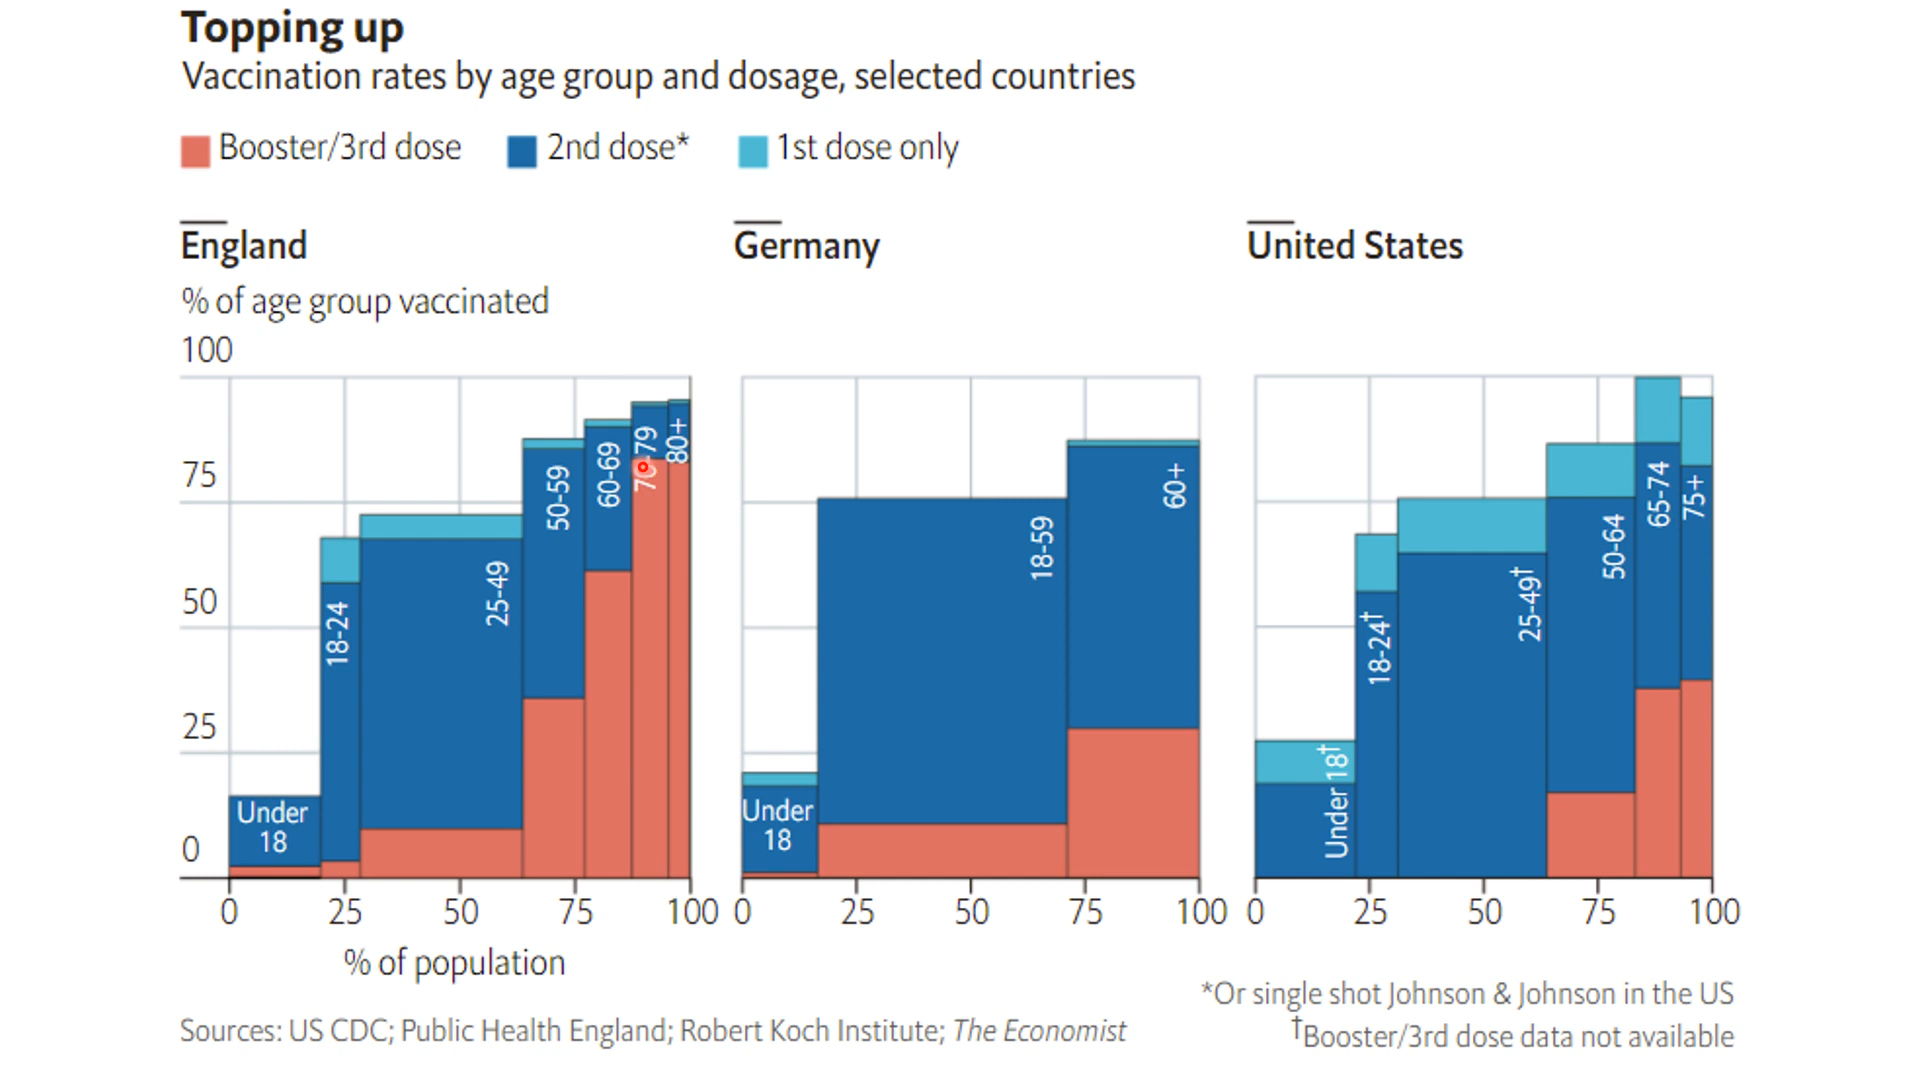 Topping up
Vaccination rates by age group and dosage, selected countries
Booster/3rd dose 2nd dose* 1st dose only
England
% of age group vaccinated
100
75
50
25
0
Under
18
18-24
25-49
50-59
60-69
70-79
80+
0 25 50 75 100
% of population
Germany
Under
18
18-59
60+
0 25 50 75 100
United States
Under 18†
18-24†
25-49†
50-64
65-74
75+
0 25 50 75 100
*Or single shot Johnson & Johnson in the US
†Booster/3rd dose data not available
Sources: US CDC; Public Health England; Robert Koch Institute; The Economist